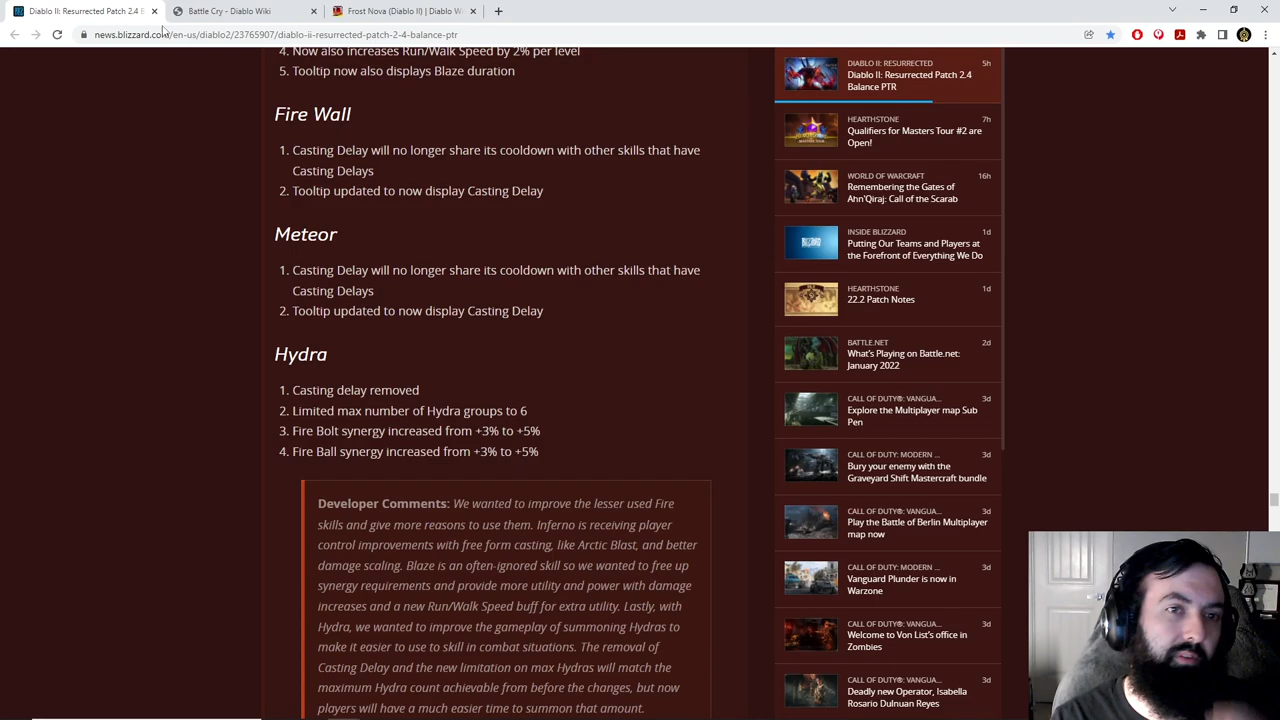 Diablo II: Resurrected Patch 2.4 B
Battle Cry - Diablo Wiki
Frost Nova (Diablo II) | Diablo W
news.blizzard.com/en-us/diablo2/23765907/diablo-ii-resurrected-patch-2-4-balance-ptr
4. Now also increases Run/Walk Speed by 2% per level
5. Tooltip now also displays Blaze duration
Fire Wall
1. Casting Delay will no longer share its cooldown with other skills that have
Casting Delays
2. Tooltip updated to now display Casting Delay
Meteor
1. Casting Delay will no longer share its cooldown with other skills that have
Casting Delays
2. Tooltip updated to now display Casting Delay
Hydra
1. Casting delay removed
2. Limited max number of Hydra groups to 6
3. Fire Bolt synergy increased from +3% to +5%
4. Fire Ball synergy increased from +3% to +5%
Developer Comments: We wanted to improve the lesser used Fire
skills and give more reasons to use them. Inferno is receiving player
control improvements with free form casting, like Arctic Blast, and better
damage scaling. Blaze is an often-ignored skill so we wanted to free up
synergy requirements and provide more utility and power with damage
increases and a new Run/Walk Speed buff for extra utility. Lastly, with
Hydra, we wanted to improve the gameplay of summoning Hydras to
make it easier to use to skill in combat situations. The removal of
Casting Delay and the new limitation on max Hydras will match the
maximum Hydra count achievable from before the changes, but now
players will have a much easier time to summon that amount.
DIABLO II: RESURRECTED 5h
Diablo II: Resurrected Patch 2.4
Balance PTR
HEARTHSTONE 7h
Qualifiers for Masters Tour #2 are
Open!
WORLD OF WARCRAFT 16h
Remembering the Gates of
Ahn'Qiraj: Call of the Scarab
INSIDE BLIZZARD 1d
Putting Our Teams and Players at
the Forefront of Everything We Do
HEARTHSTONE 1d
22.2 Patch Notes
BATTLE.NET 2d
What's Playing on Battle.net:
January 2022
CALL OF DUTY®: VANGUA... 3d
Explore the Multiplayer map Sub
Pen
CALL OF DUTY: MODERN ... 3d
Bury your enemy with the
Graveyard Shift Mastercraft bundle
CALL OF DUTY®: VANGUA... 3d
Play the Battle of Berlin Multiplayer
map now
CALL OF DUTY: MODERN ... 3d
Vanguard Plunder is now in
Warzone
CALL OF DUTY®: VANGUA... 3d
Welcome to Von List's office in
Zombies
CALL OF DUTY®: VANGUA... 3d
Deadly new Operator, Isabella
Rosario Dulnuan Reyes